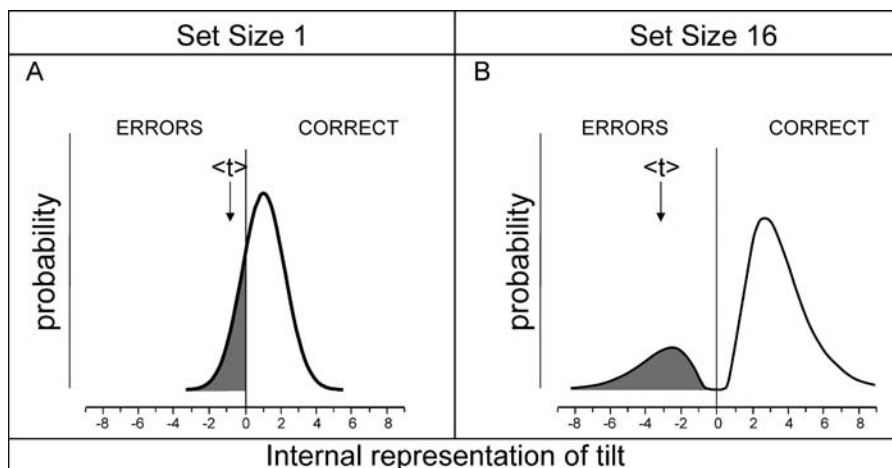 Set Size 1
Set Size 16
A
ERRORS CORRECT
<t>
probability
-8 -6 -4 -2 0 2 4 6 8
B
ERRORS CORRECT
<t>
probability
-8 -6 -4 -2 0 2 4 6 8
Internal representation of tilt